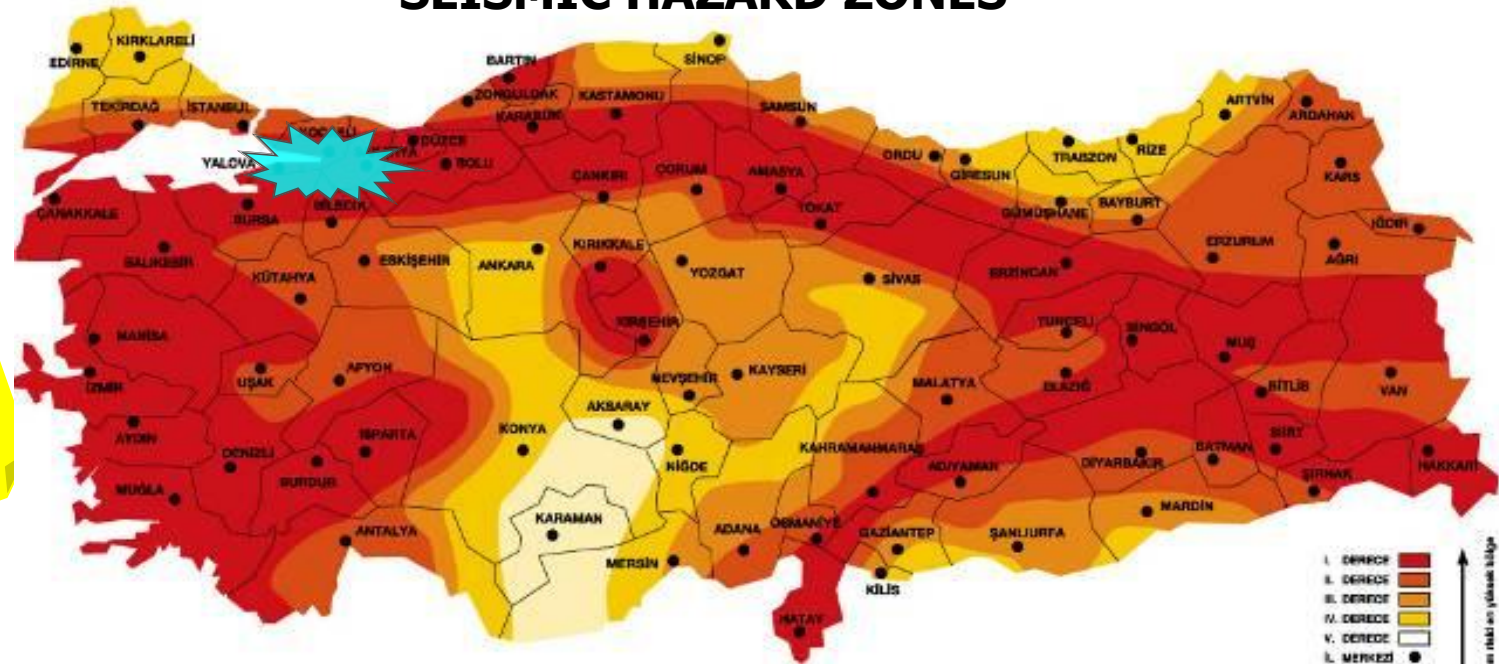 SEISMIC HAZARD ZONES
KIRKLARELİ
EDİRNE
TEKİRDAĞ
İSTANBUL
YALOVA
DÜZCE
BOLU
BARTIN
ZONGULDAK
KARABÜK
KASTAMONU
SİNOP
SAMSUN
ORDU
GİRESUN
TRABZON
RİZE
ARTVİN
ARDAHAN
KARS
IĞDIR
AĞRI
ERZURUM
BAYBURT
GÜMÜŞHANE
ÇANAKKALE
BURSA
BİLECİK
BALIKESİR
KÜTAHYA
ESKİŞEHİR
ANKARA
ÇANKIRI
ÇORUM
AMASYA
TOKAT
KIRIKKALE
YOZGAT
SİVAS
ERZİNCAN
TUNCELİ
BİNGÖL
MUŞ
BİTLİS
VAN
MANİSA
İZMİR
UŞAK
AFYON
KIRŞEHİR
NEVŞEHİR
KAYSERİ
MALATYA
ELAZIĞ
AYDIN
DENİZLİ
ISPARTA
BURDUR
MUĞLA
ANTALYA
KONYA
AKSARAY
NİĞDE
KARAMAN
MERSİN
ADANA
OSMANİYE
KAHRAMANMARAŞ
ADIYAMAN
DİYARBAKIR
BATMAN
SİİRT
ŞIRNAK
HAKKARİ
MARDİN
ŞANLIURFA
GAZİANTEP
KİLİS
HATAY
I. DERECE
II. DERECE
III. DERECE
IV. DERECE
V. DERECE
İL MERKEZİ
riski en yüksek bölge